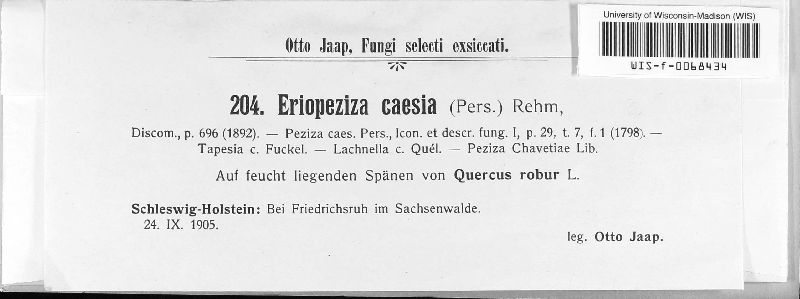 University of Wisconsin-Madison (WIS)
WIS-f-0068434
Otto Jaap, Fungi selecti exsiccati.
204. Eriopeziza caesia (Pers.) Rehm,
Discom., p. 696 (1892). — Peziza caes. Pers., Icon. et descr. fung. I, p. 29, t. 7, f. 1 (1798). —
Tapesia c. Fuckel. — Lachnella c. Quél. — Peziza Chavetiae Lib.
Auf feucht liegenden Spänen von Quercus robur L.
Schleswig-Holstein: Bei Friedrichsruh im Sachsenwalde.
24. IX. 1905.
leg. Otto Jaap.